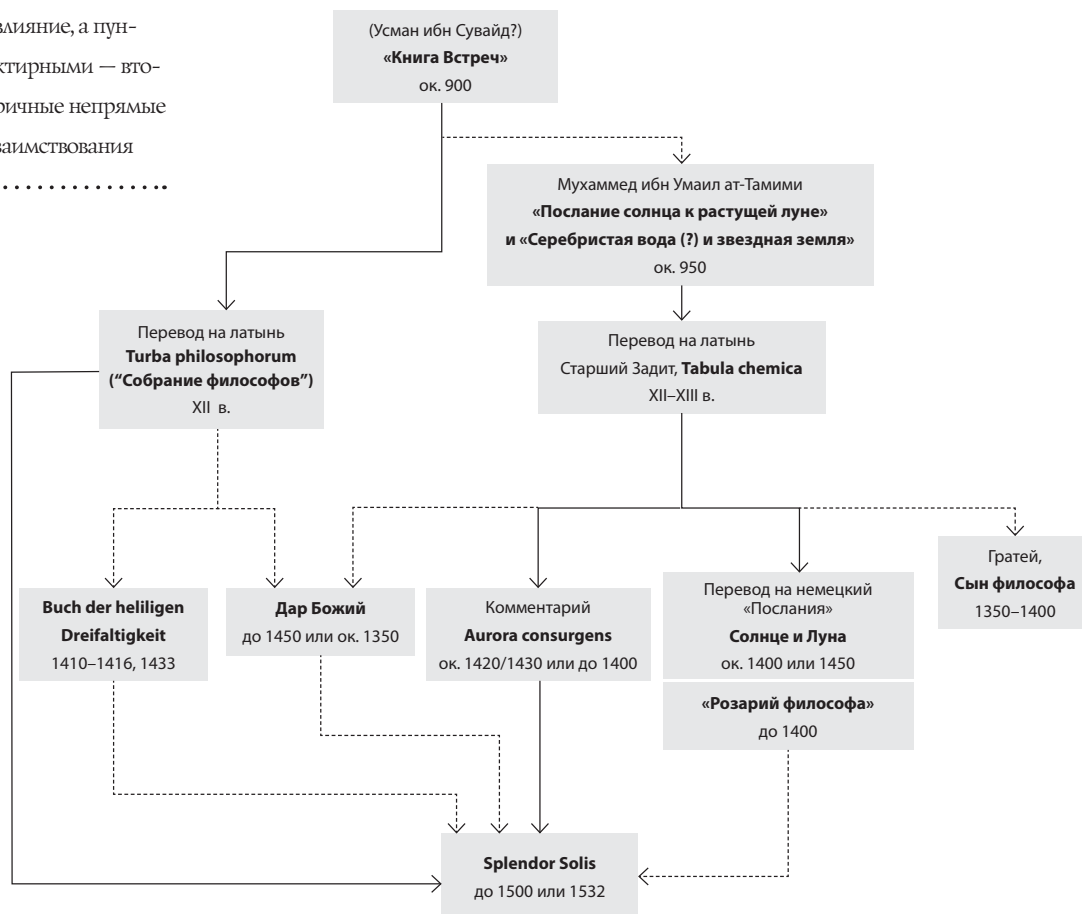 влияние, а пун-
ктирными — вто-
ричные непрямые
заимствования
(Усман ибн Сувайд?)
«Книга Встреч»
ок. 900
Мухаммед ибн Умаил ат-Тамими
«Послание солнца к растущей луне»
и «Серебристая вода (?) и звездная земля»
ок. 950
Перевод на латынь
Turba philosophorum
(“Собрание философов”)
XII в.
Перевод на латынь
Старший Задит, Tabula chemica
XII–XIII в.
Buch der heliligen
Dreifaltigkeit
1410–1416, 1433
Дар Божий
до 1450 или ок. 1350
Комментарий
Aurora consurgens
ок. 1420/1430 или до 1400
Перевод на немецкий
«Послания»
Солнце и Луна
ок. 1400 или 1450
«Розарий философа»
до 1400
Гратей,
Сын философа
1350–1400
Splendor Solis
до 1500 или 1532